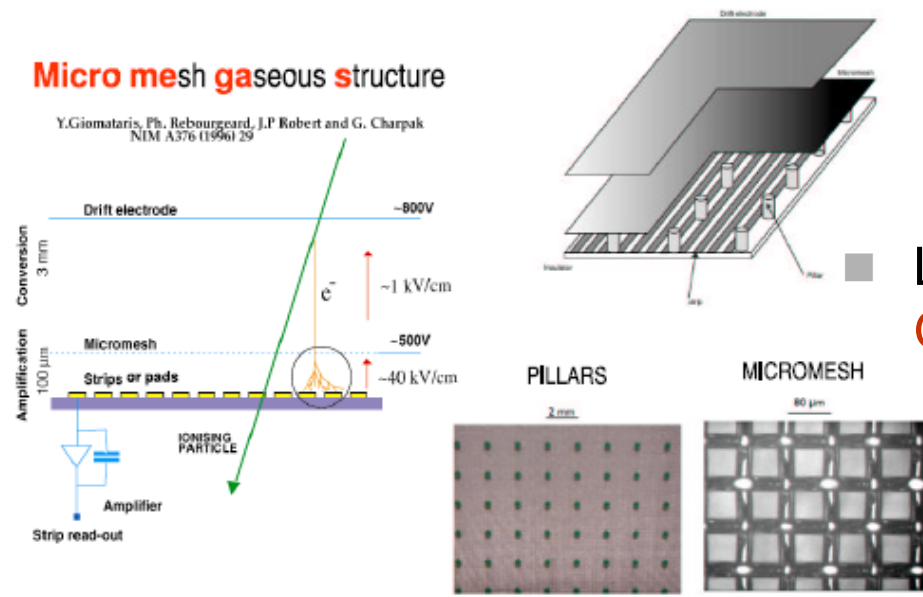 Micro mesh gaseous structure
Y.Giomataris, Ph. Rebourgeard, J.P Robert and G. Charpak
NIM A376 (1996) 29
Drift electrode
~800V
Conversion
3 mm
e-
~1 kV/cm
Micromesh
~500V
Amplification
100 µm
Strips or pads
~40 kV/cm
IONISING
PARTICLE
Amplifier
Strip read-out
Drift electrode
Micromesh
Insulator
Pillar
PILLARS
2 mm
MICROMESH
80 µm